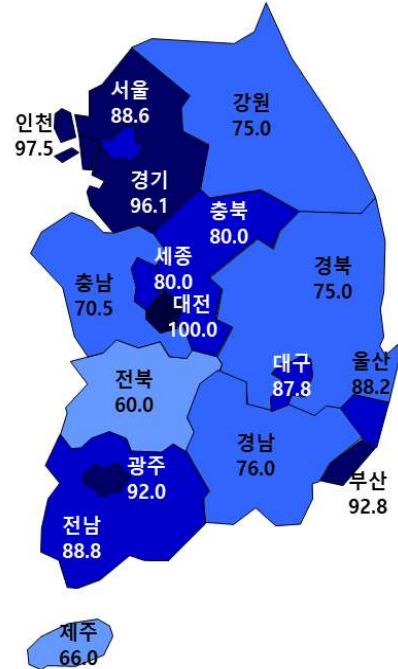 서울
88.6
강원
75.0
인천
97.5
경기
96.1
충북
80.0
세종
80.0
경북
75.0
충남
70.5
대전
100.0
대구
87.8
울산
88.2
전북
60.0
경남
76.0
광주
92.0
부산
92.8
전남
88.8
제주
66.0